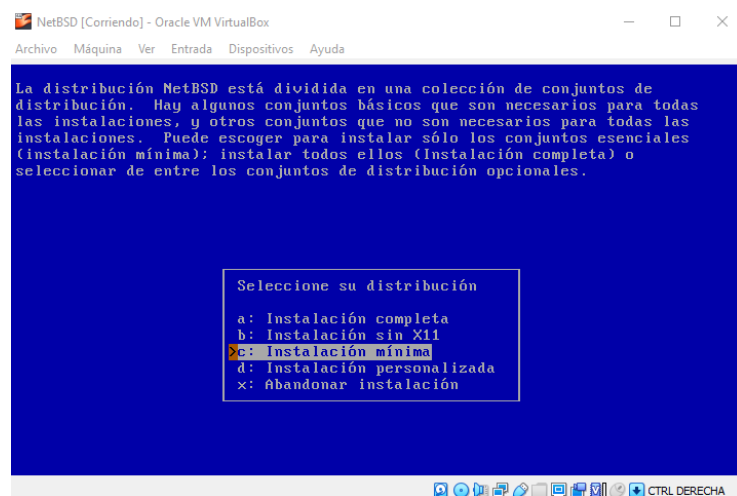 NetBSD [Corriendo] - Oracle VM VirtualBox
Archivo Máquina Ver Entrada Dispositivos Ayuda
La distribución NetBSD está dividida en una colección de conjuntos de
distribución. Hay algunos conjuntos básicos que son necesarios para todas
las instalaciones, y otros conjuntos que no son necesarios para todas las
instalaciones. Puede escoger para instalar sólo los conjuntos esenciales
(instalación mínima); instalar todos ellos (Instalación completa) o
seleccionar de entre los conjuntos de distribución opcionales.
Seleccione su distribución
a: Instalación completa
b: Instalación sin X11
>c: Instalación mínima
d: Instalación personalizada
x: Abandonar instalación
CTRL DERECHA